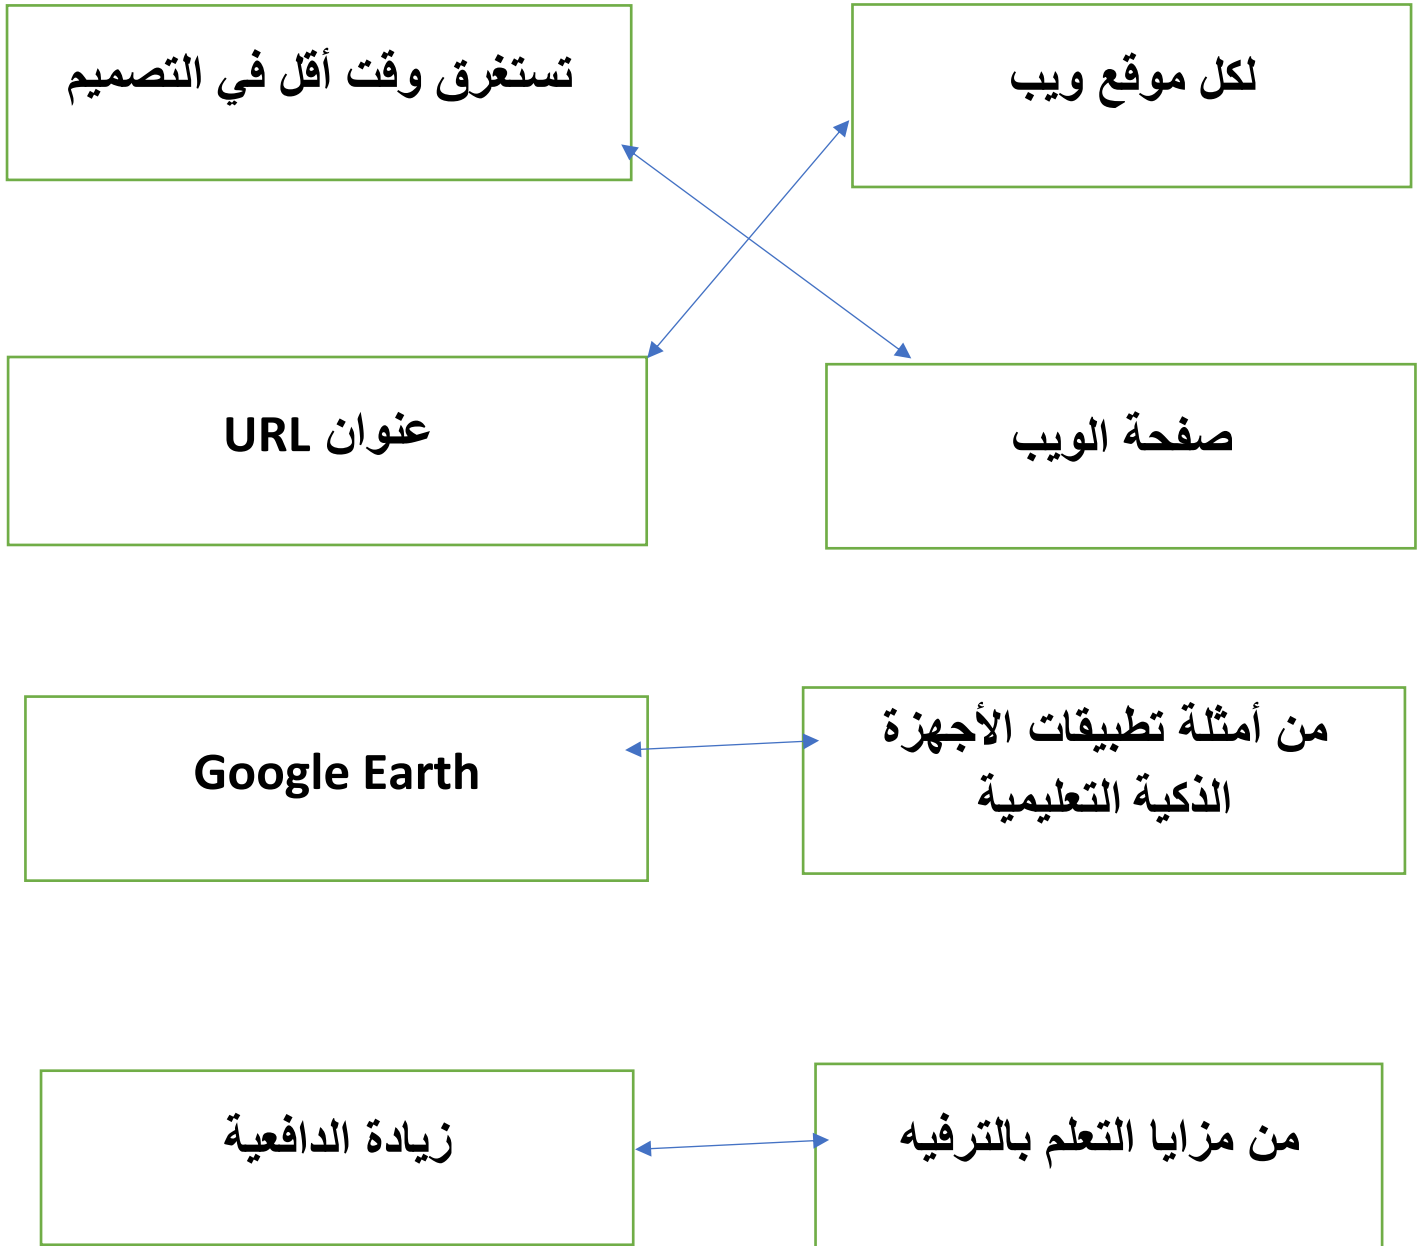 لكل موقع ويب
تستغرق وقت أقل في التصميم
صفحة الويب
عنوان URL
من أمثلة تطبيقات الأجهزة
الذكية التعليمية
Google Earth
من مزايا التعلم بالترفيه
زيادة الدافعية